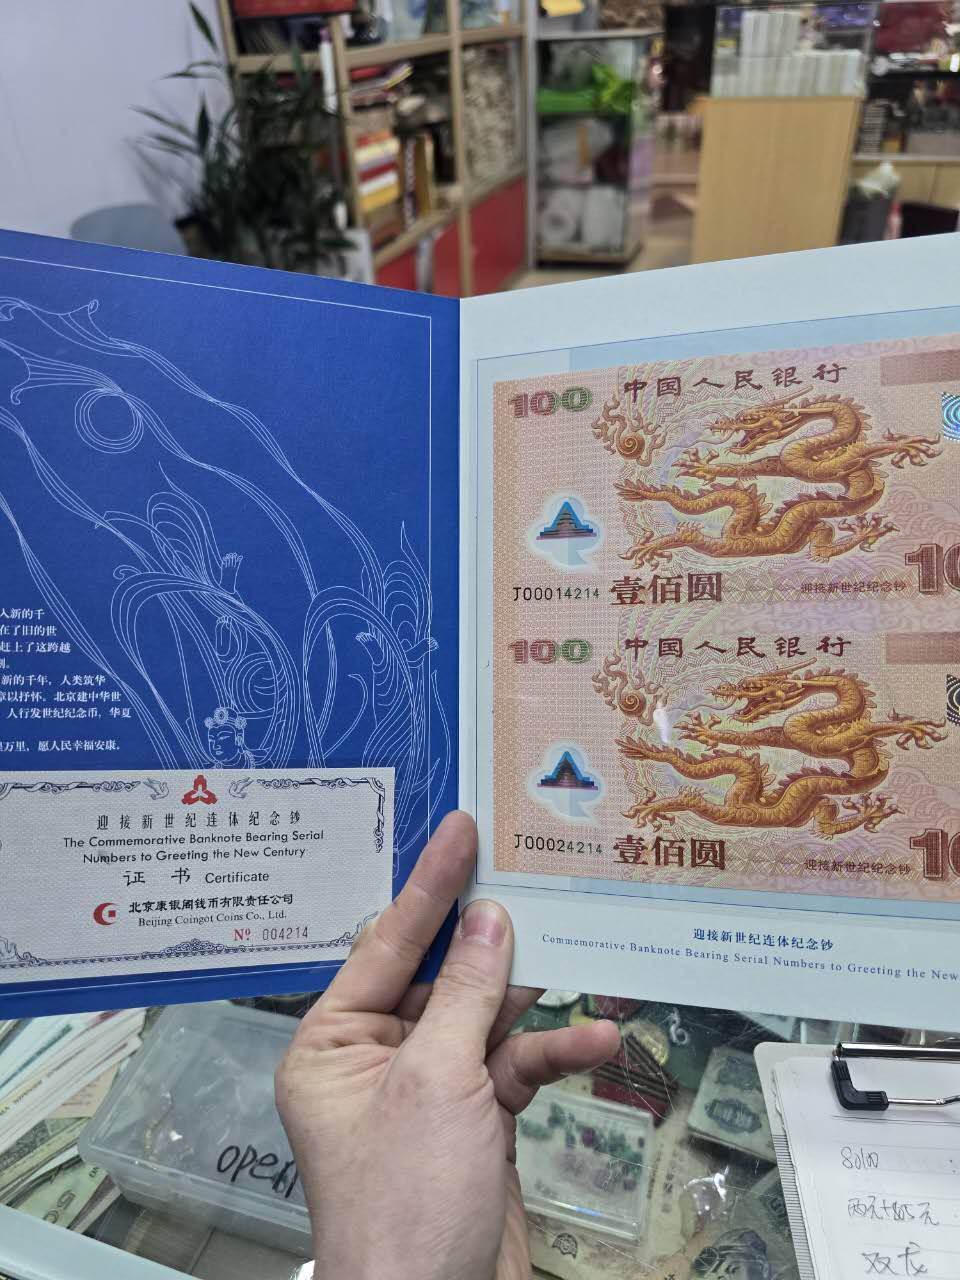 人新的千
在了旧的世
赶上了这跨越
刻。
新的千年，人类筑华
章以抒怀。北京建中华世
人行发世纪纪念币，华夏
里万里，愿人民幸福安康。
迎接新世纪连体纪念钞
The Commemorative Banknote Bearing Serial
Numbers to Greeting the New Century
证书 Certificate
北京康银阁钱币有限责任公司
Beijing Coingot Coins Co., Ltd.
№ 004214
100 中国人民银行
J00014214 壹佰圆 迎接新世纪纪念钞 10
100 中国人民银行
J00024214 壹佰圆 迎接新世纪纪念钞 10
迎接新世纪连体纪念钞
Commemorative Banknote Bearing Serial Numbers to Greeting the New
open
双龙